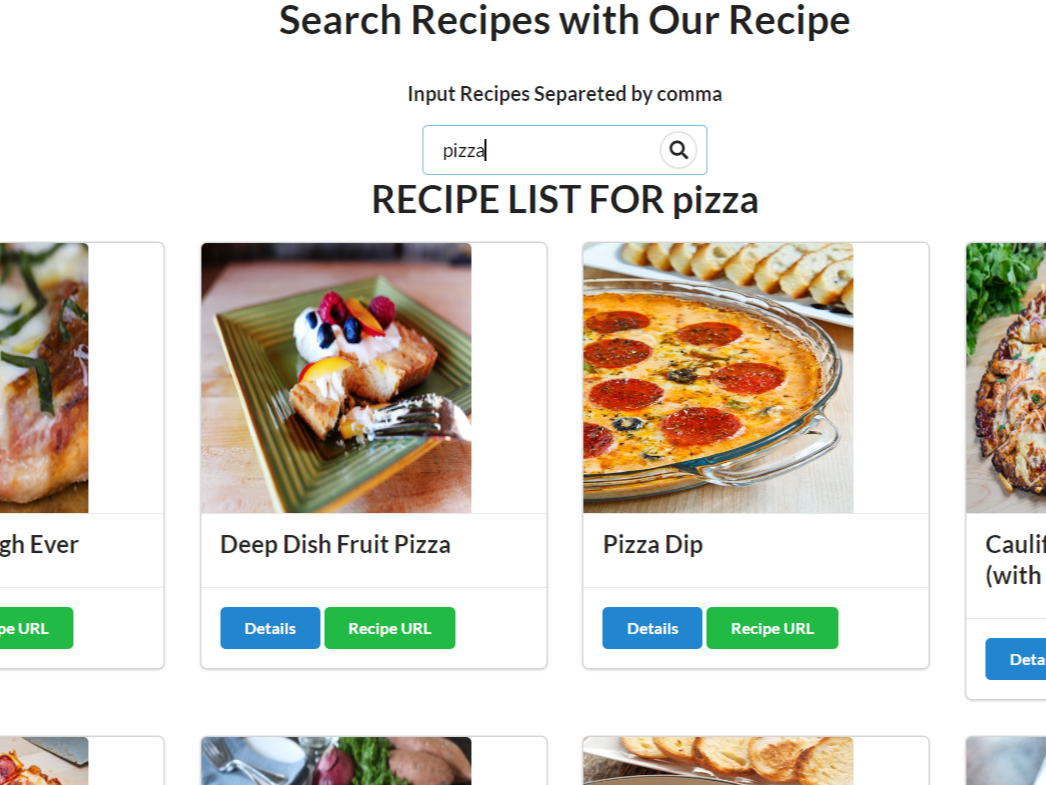 Search Recipes with Our Recipe
Input Recipes Separeted by comma
pizza
RECIPE LIST FOR pizza
gh Ever
pe URL
Deep Dish Fruit Pizza
Details Recipe URL
Pizza Dip
Details Recipe URL
Caulif
(with
Detai